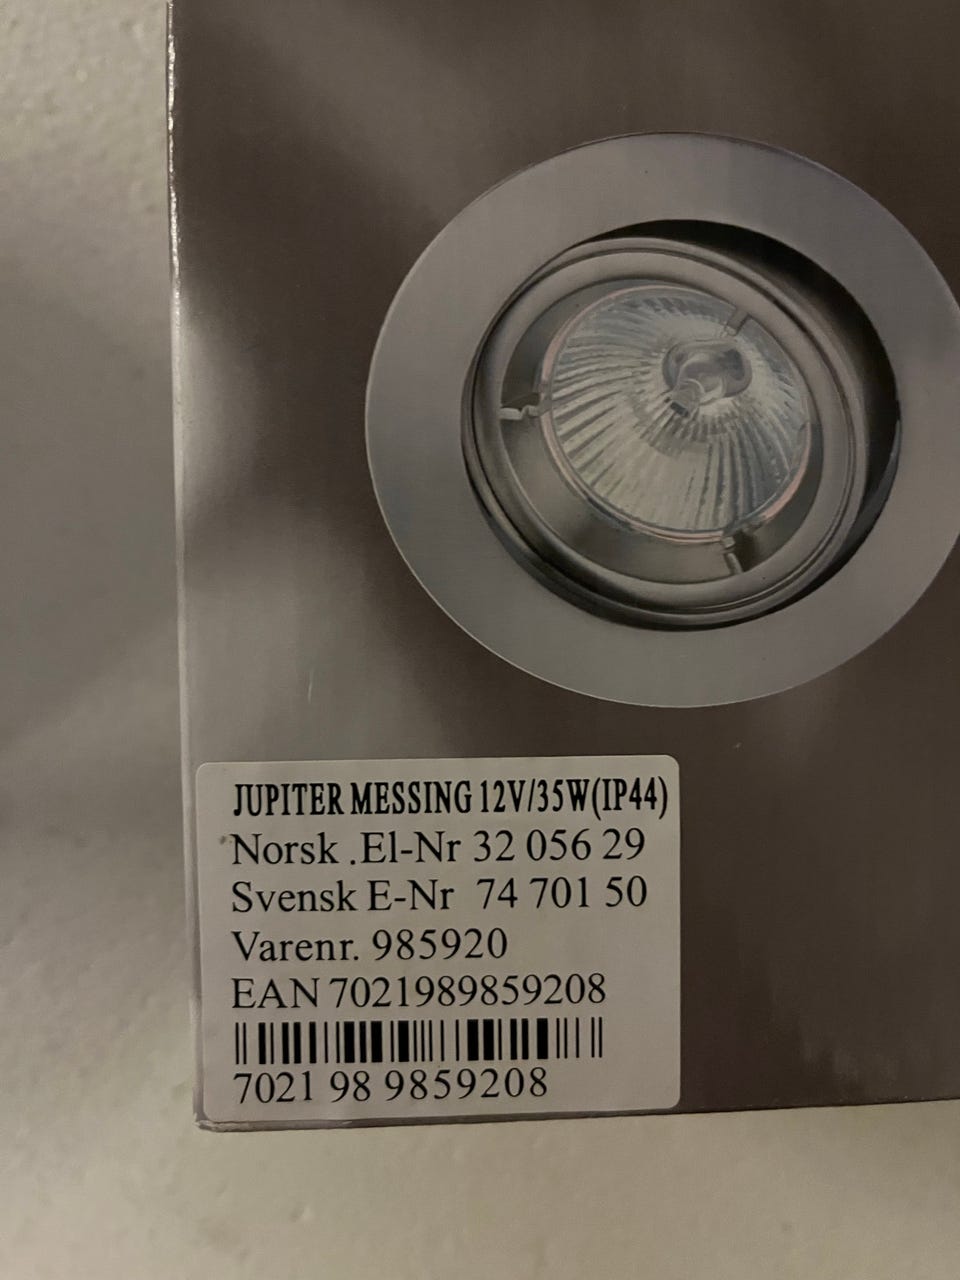 JUPITER MESSING 12V/35W(IP44)
Norsk .El-Nr 32 056 29
Svensk E-Nr 74 701 50
Varenr. 985920
EAN 7021989859208
7021 98 9859208